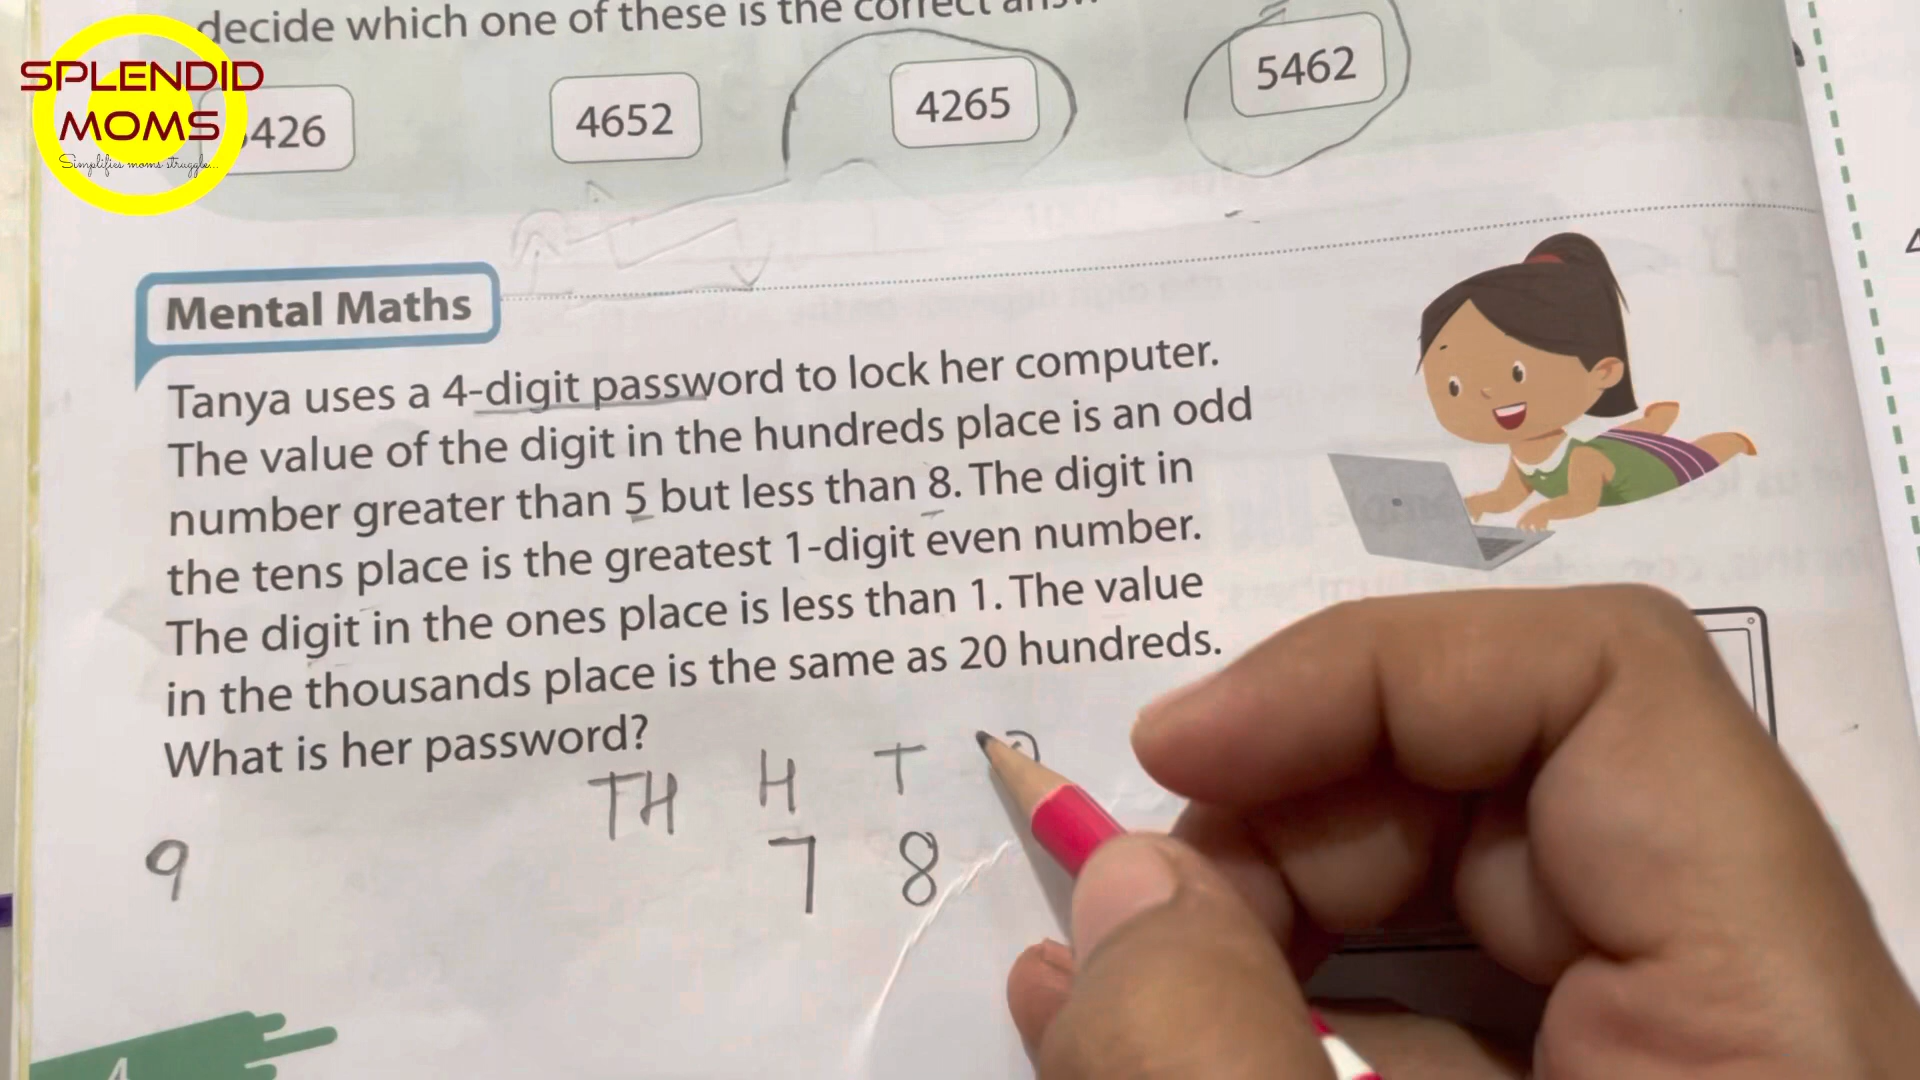 decide which one of these is the correct
SPLENDID
MOMS
Simplifies moms struggle...
426 4652 4265 5462
Mental Maths
Tanya uses a 4-digit password to lock her computer.
The value of the digit in the hundreds place is an odd
number greater than 5 but less than 8. The digit in
the tens place is the greatest 1-digit even number.
The digit in the ones place is less than 1. The value
in the thousands place is the same as 20 hundreds.
What is her password?
TH H T
9 7 8
4